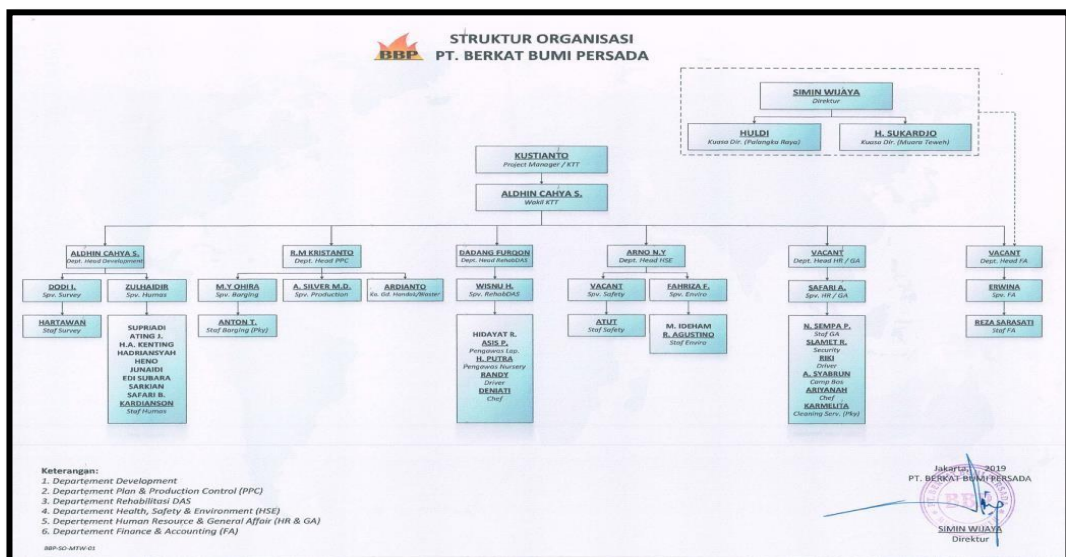 BBP
STRUKTUR ORGANISASI
PT. BERKAT BUMI PERSADA
SIMIN WIJAYA
Direktur
HULDI
Kuasa Dir. (Palangka Raya)
H. SUKARDJO
Kuasa Dir. (Muara Teweh)
KUSTIANTO
Project Manager / KTT
ALDHIN CAHYA S.
Wakil KTT
ALDHIN CAHYA S.
Dept. Head Development
R.M KRISTANTO
Dept. Head PPC
DADANG FURQON
Dept. Head RehabDAS
ARNO N.Y
Dept. Head HSE
VACANT
Dept. Head HR / GA
VACANT
Dept. Head FA
DODI I.
Spv. Survey
ZULHAIDIR
Spv. Humas
M.Y OHIRA
Spv. Barging
A. SILVER M.D.
Spv. Production
ARDIANTO
Ka. Gd. Handak/Blaster
WISNU H.
Spv. RehabDAS
VACANT
Spv. Safety
FAHRIZA F.
Spv. Enviro
SAFARI A.
Spv. HR / GA
ERWINA
Spv. FA
HARTAWAN
Staf Survey
SUPRIADI
ATING J.
H.A. KENTING
HADRIANSYAH
HENO
JUNAIDI
EDI SUBARA
SARKIAN
SAFARI B.
KARDIANSON
Staf Humas
ANTON T.
Staf Barging (Pky)
HIDAYAT R.
ASIS P.
Pengawas Lap.
H. PUTRA
Pengawas Nursery
RANDY
Driver
DENIATI
Chef
ATUT
Staf Safety
M. IDEHAM
R. AGUSTINO
Staf Enviro
N. SEMPA P.
Staf GA
SLAMET R.
Security
RIKI
Driver
A. SYABRUN
Camp Bos
ARIYANAH
Chef
KARMELITA
Cleaning Serv. (Pky)
REZA SARASATI
Staf FA
Keterangan:
1. Departement Development
2. Departement Plan & Production Control (PPC)
3. Departement Rehabilitasi DAS
4. Departement Health, Safety & Environment (HSE)
5. Departement Human Resource & General Affair (HR & GA)
6. Departement Finance & Accounting (FA)
BBP-SO-MTW-01
Jakarta, 2019
PT. BERKAT BUMI PERSADA
SIMIN WIJAYA
Direktur